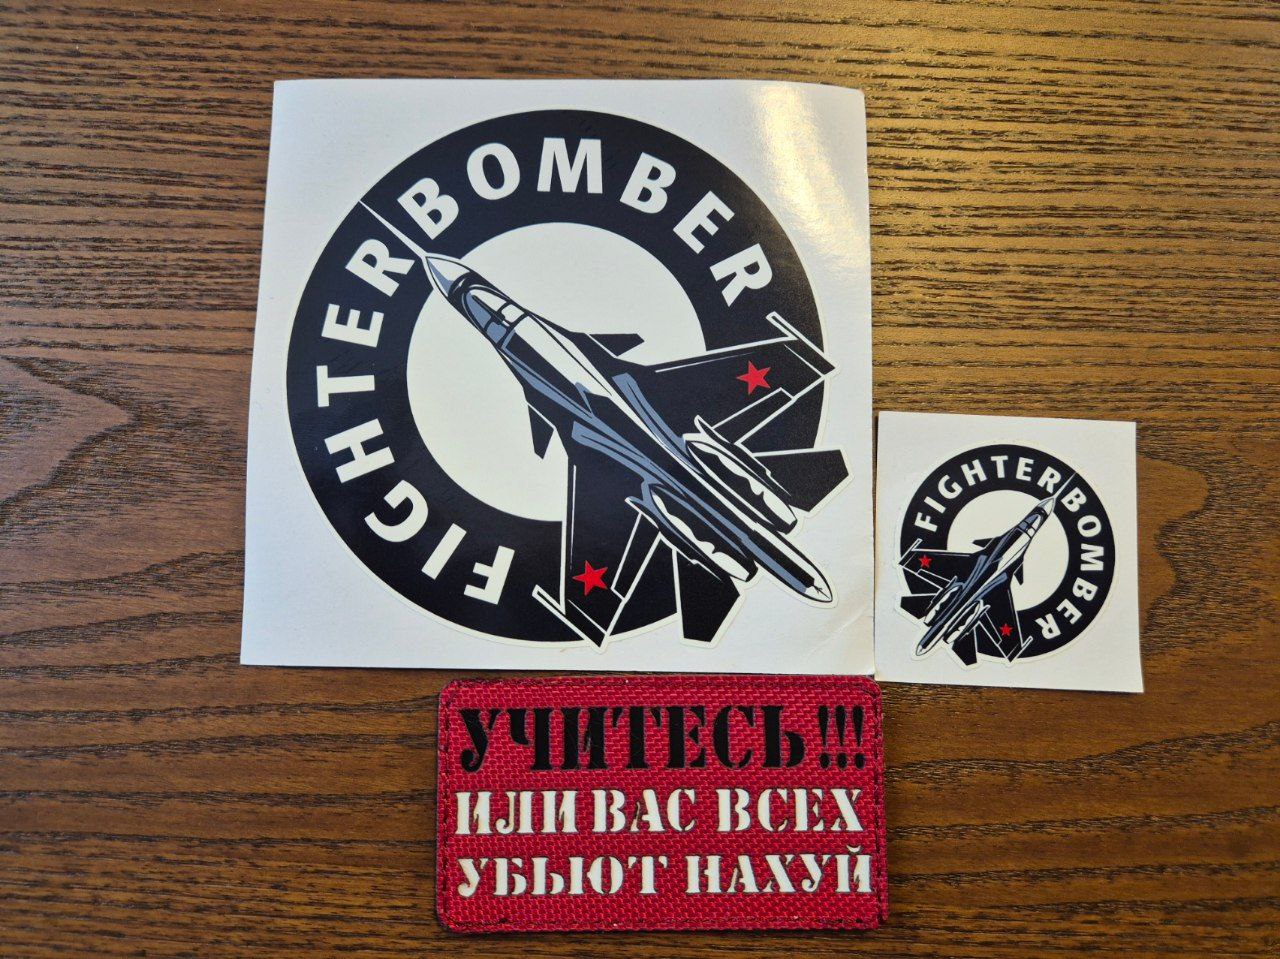 FIGHTERBOMBER
FIGHTERBOMBER
УЧИТЕСЬ!!!
ИЛИ ВАС ВСЕХ
УБЬЮТ НАХУЙ